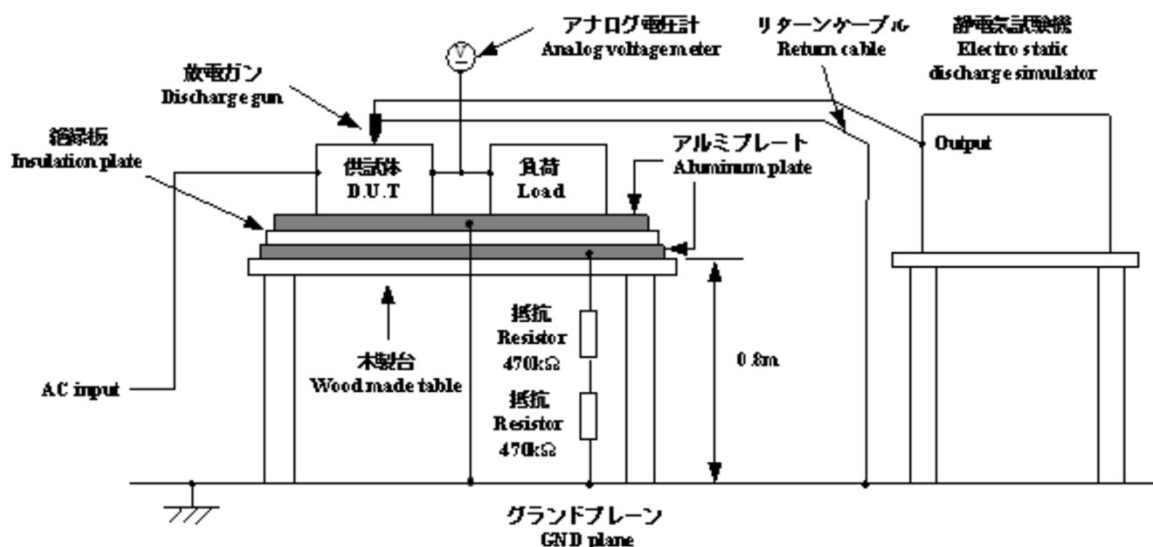 アナログ電圧計
Analog voltage meter
リターンケーブル
Return cable
静電気試験機
Electro static
discharge simulator
放電ガン
Discharge gun
V
絶縁板
Insulation plate
アルミプレート
Aluminum plate
Output
供試体
D.U.T
負荷
Load
抵抗
Resistor
470kΩ
0.8m
木製台
Wood made table
AC input
抵抗
Resistor
470kΩ
グランドプレーン
GND plane